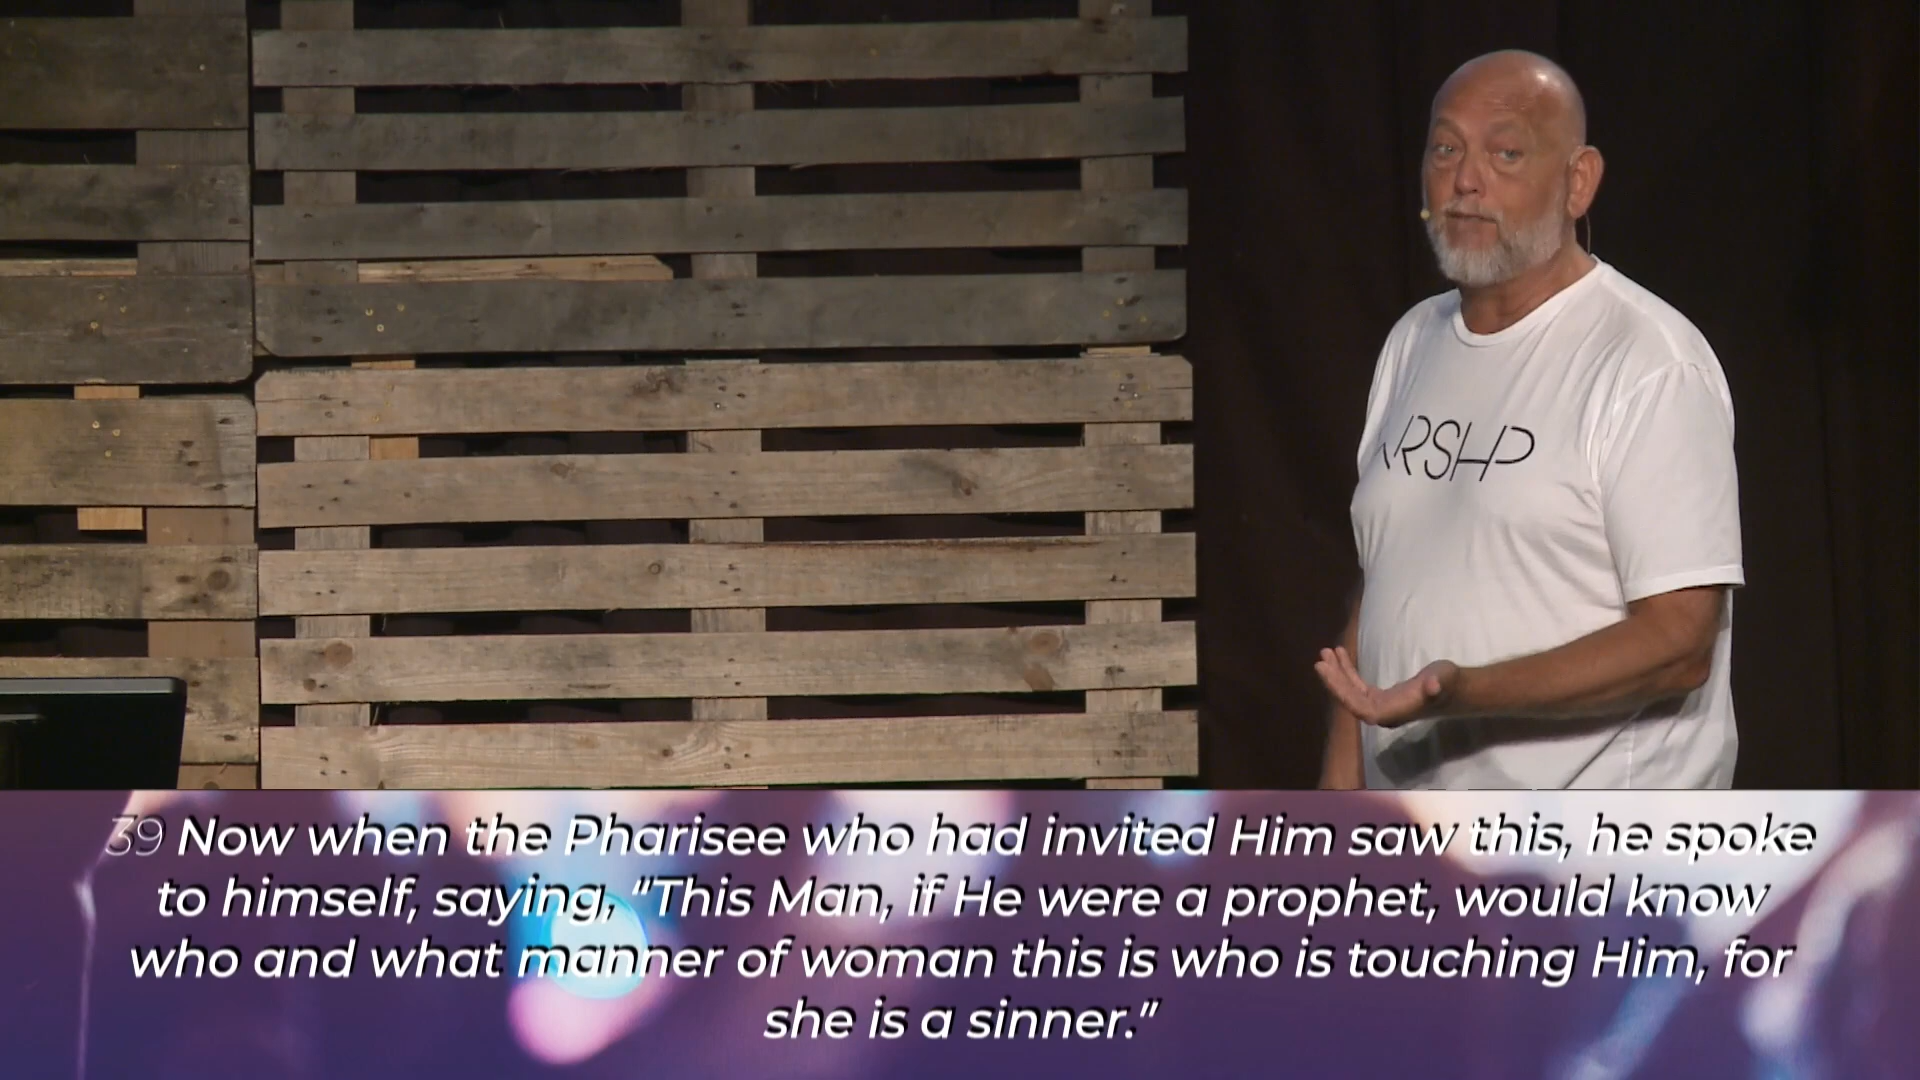 RSHP
39 Now when the Pharisee who had invited Him saw this, he spoke
to himself, saying, “This Man, if He were a prophet, would know
who and what manner of woman this is who is touching Him, for
she is a sinner.”